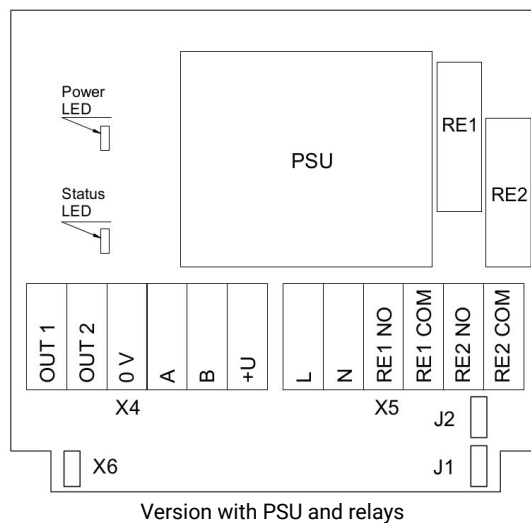 Power
LED
RE1
PSU
RE2
Status
LED
OUT 1
OUT 2
0 V
A
B
+U
L
N
RE1 NO
RE1 COM
RE2 NO
RE2 COM
X4
X5
J2
X6
J1
Version with PSU and relays